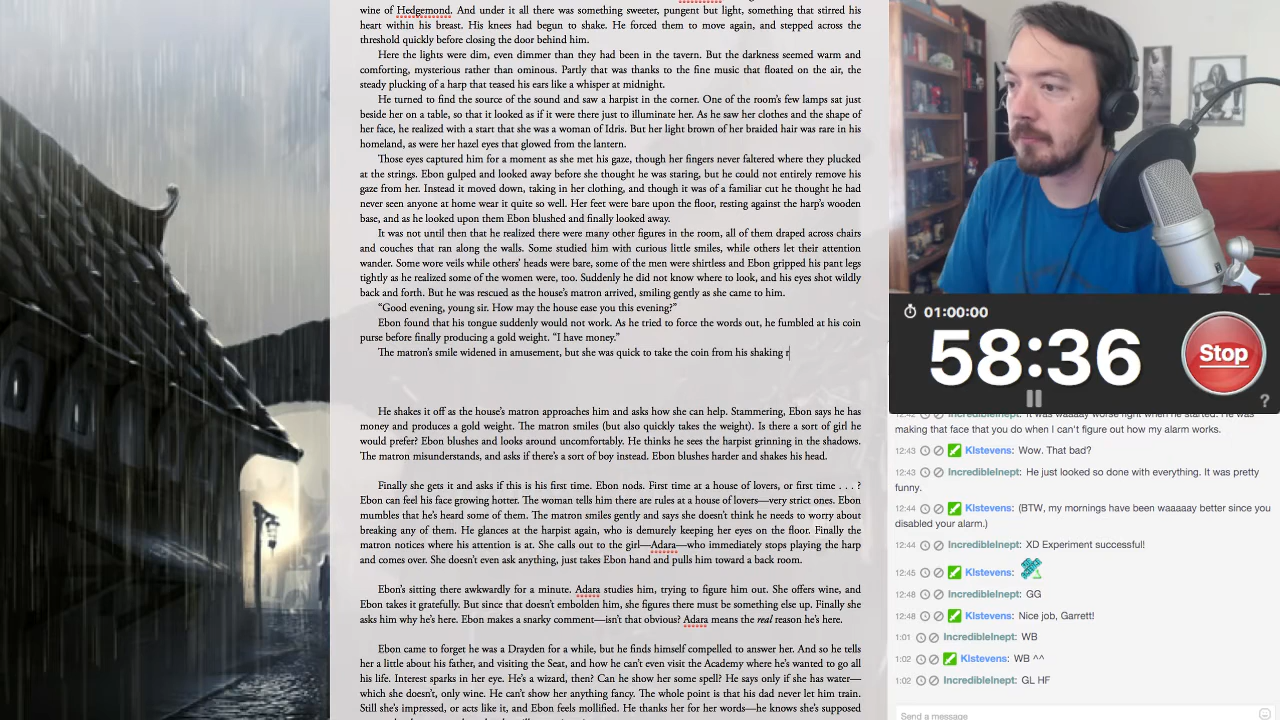 wine of Hedgemond. And under it all there was something sweeter, pungent but light, something that stirred his
heart within his breast. His knees had begun to shake. He forced them to move again, and stepped across the
threshold quickly before closing the door behind him.
Here the lights were dim, even dimmer than they had been in the tavern. But the darkness seemed warm and
comforting, mysterious rather than ominous. Partly that was thanks to the fine music that floated on the air, the
steady plucking of a harp that teased his ears like a whisper at midnight.
He turned to find the source of the sound and saw a harpist in the corner. One of the room's few lamps sat just
beside her on a table, so that it looked as if it were there just to illuminate her. As he saw her clothes and the shape of
her face, he realized with a start that she was a woman of Idris. But her light brown of her braided hair was rare in his
homeland, as were her hazel eyes that glowed from the lantern.
Those eyes captured him for a moment as she met his gaze, though her fingers never faltered where they plucked
at the strings. Ebon gulped and looked away before she thought he was staring, but he could not entirely remove his
gaze from her. Instead it moved down, taking in her clothing, and though it was of a familiar cut he thought he had
never seen anyone at home wear it quite so well. Her feet were bare upon the floor, resting against the harp's wooden
base, and as he looked upon them Ebon blushed and finally looked away.
It was not until then that he realized there were many other figures in the room, all of them draped across chairs
and couches that ran along the walls. Some studied him with curious little smiles, while others let their attention
wander. Some wore veils while others' heads were bare, some of the men were shirtless and Ebon gripped his pant legs
tightly as he realized some of the women were, too. Suddenly he did not know where to look, and his eyes shot wildly
back and forth. But he was rescued as the house's matron arrived, smiling gently as she came to him.
“Good evening, young sir. How may the house ease you this evening?”
Ebon found that his tongue suddenly would not work. As he tried to force the words out, he fumbled at his coin
purse before finally producing a gold weight. “I have money.”
The matron's smile widened in amusement, but she was quick to take the coin from his shaking r
He shakes it off as the house's matron approaches him and asks how she can help. Stammering, Ebon says he has
money and produces a gold weight. The matron smiles (but also quickly takes the weight). Is there a sort of girl he
would prefer? Ebon blushes and looks around uncomfortably. He thinks he sees the harpist grinning in the shadows.
The matron misunderstands, and asks if there's a sort of boy instead. Ebon blushes harder and shakes his head.
Finally she gets it and asks if this is his first time. Ebon nods. First time at a house of lovers, or first time . . . ?
Ebon can feel his face growing hotter. The woman tells him there are rules at a house of lovers—very strict ones. Ebon
mumbles that he's heard some of them. The matron smiles gently and says she doesn't think he needs to worry about
breaking any of them. He glances at the harpist again, who is demurely keeping her eyes on the floor. Finally the
matron notices where his attention is at. She calls out to the girl—Adara—who immediately stops playing the harp
and comes over. She doesn't even ask anything, just takes Ebon hand and pulls him toward a back room.
Ebon's sitting there awkwardly for a minute. Adara studies him, trying to figure him out. She offers wine, and
Ebon takes it gratefully. But since that doesn't embolden him, she figures there must be something else up. Finally she
asks him why he's here. Ebon makes a snarky comment—isn't that obvious? Adara means the real reason he's here.
Ebon came to forget he was a Drayden for a while, but he finds himself compelled to answer her. And so he tells
her a little about his father, and visiting the Seat, and how he can't even visit the Academy where he's wanted to go all
his life. Interest sparks in her eye. He's a wizard, then? Can he show her some spell? He says only if she has water—
which she doesn't, only wine. He can't show her anything fancy. The whole point is that his dad never let him train.
Still she's impressed, or acts like it, and Ebon feels mollified. He thanks her for her words—he knows she's supposed
01:00:00
58:36
Stop
?
12:42 IncredibleInept: It was waaaay worse right when he started. He was
making that face that you do when I can't figure out how my alarm works.
12:43 Klstevens: Wow. That bad?
12:43 IncredibleInept: He just looked so done with everything. It was pretty
funny.
12:44 Klstevens: (BTW, my mornings have been waaaaay better since you
disabled your alarm.)
12:44 IncredibleInept: XD Experiment successful!
12:45 Klstevens:
12:48 IncredibleInept: GG
12:48 Klstevens: Nice job, Garrett!
1:01 IncredibleInept: WB
1:02 Klstevens: WB ^^
1:02 IncredibleInept: GL HF
Send a message